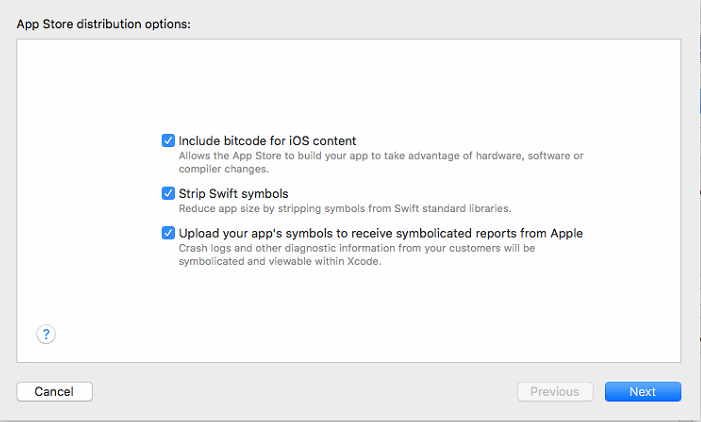 App Store distribution options:
Include bitcode for iOS content
Allows the App Store to build your app to take advantage of hardware, software or
compiler changes.
Strip Swift symbols
Reduce app size by stripping symbols from Swift standard libraries.
Upload your app's symbols to receive symbolicated reports from Apple
Crash logs and other diagnostic information from your customers will be
symbolicated and viewable within Xcode.
?
Cancel
Previous
Next